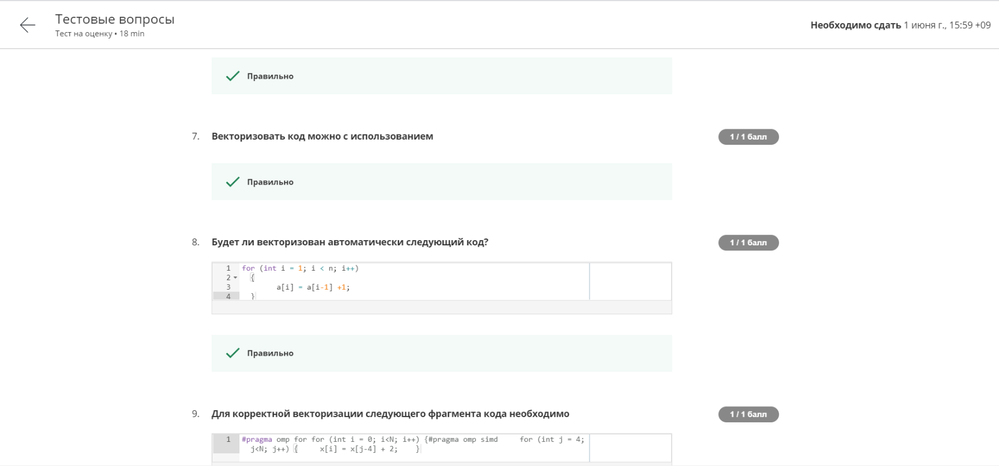 Тестовые вопросы
Тест на оценку • 18 min
Необходимо сдать 1 июня г., 15:59 +09
Правильно
7. Векторизовать код можно с использованием
1 / 1 балл
Правильно
8. Будет ли векторизован автоматически следующий код?
1 / 1 балл
1 for (int i = 1; i < n; i++)
2 {
3 a[i] = a[i-1] +1;
4 }
Правильно
9. Для корректной векторизации следующего фрагмента кода необходимо
1 / 1 балл
1 #pragma omp for for (int i = 0; i<N; i++) {#pragma omp simd for (int j = 4;
j<N; j++) { x[i] = x[j-4] + 2; }